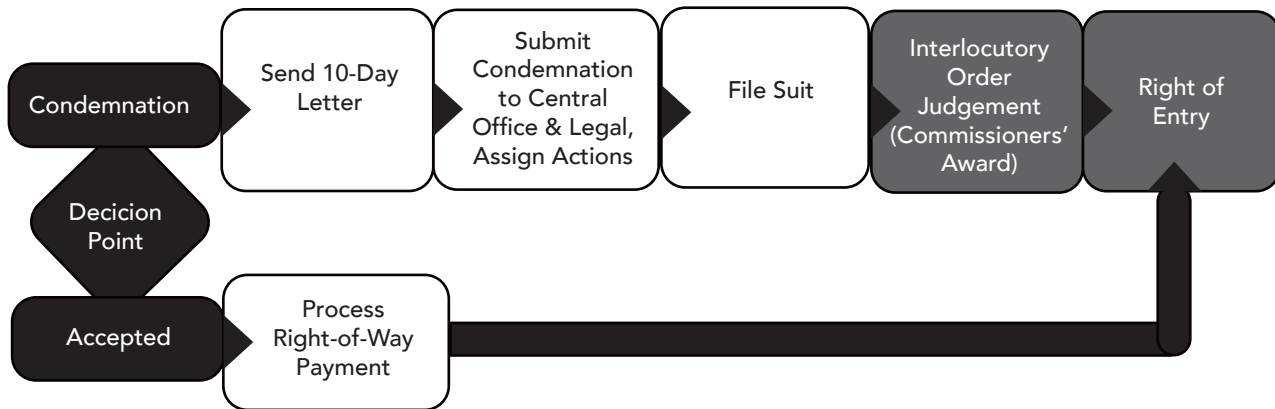 Condemnation
Send 10-Day
Letter
Submit
Condemnation
to Central
Office & Legal,
Assign Actions
File Suit
Interlocutory
Order
Judgement
(Commissioners’
Award)
Right of
Entry
Decicion
Point
Accepted
Process
Right-of-Way
Payment